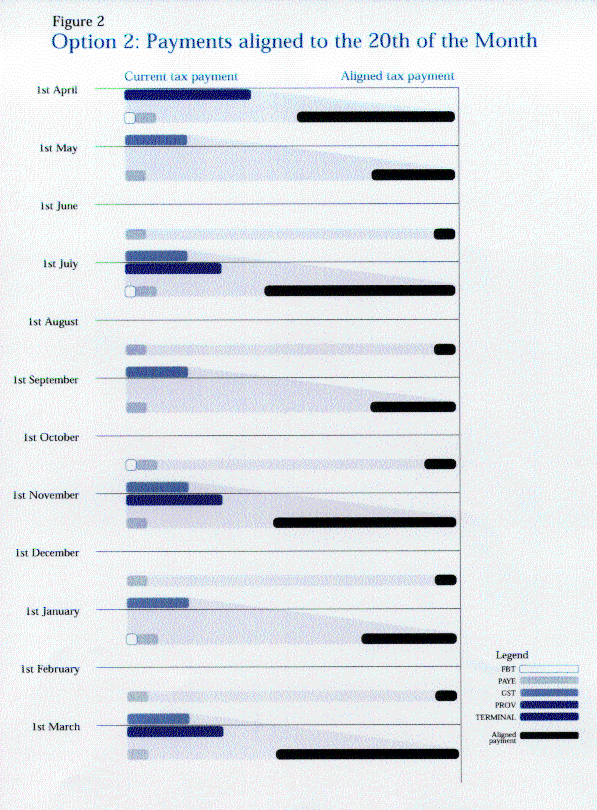 Figure 2
Option 2: Payments aligned to the 20th of the Month
Current tax payment
Aligned tax payment
1st April
1st May
1st June
1st July
1st August
1st September
1st October
1st November
1st December
1st January
1st February
1st March
Legend
FBT
PAYE
GST
PROV
TERMINAL
Aligned
payment